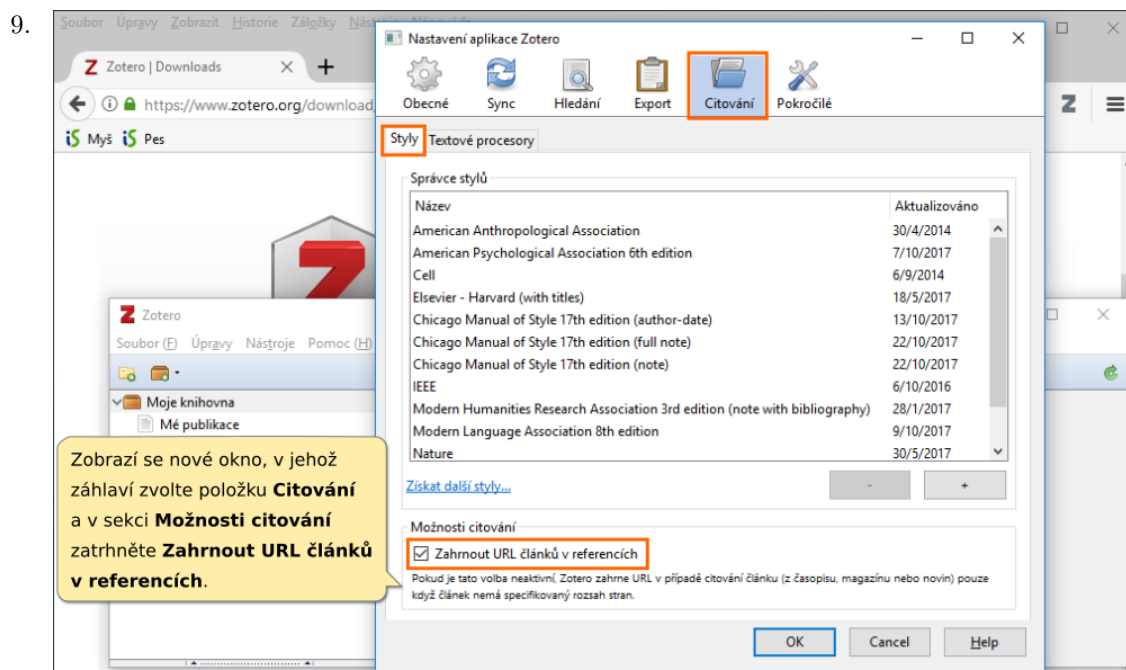 9.
Soubor Úpravy Zobrazit Historie Záložky
Zotero | Downloads
https://www.zotero.org/download
Myš Pes
Nastavení aplikace Zotero
Obecné Sync Hledání Export Citování Pokročilé
Styly Textové procesory
Správce stylů
Název Aktualizováno
American Anthropological Association 30/4/2014
American Psychological Association 6th edition 7/10/2017
Cell 6/9/2014
Elsevier - Harvard (with titles) 18/5/2017
Chicago Manual of Style 17th edition (author-date) 13/10/2017
Chicago Manual of Style 17th edition (full note) 22/10/2017
Chicago Manual of Style 17th edition (note) 22/10/2017
IEEE 6/10/2016
Modern Humanities Research Association 3rd edition (note with bibliography) 28/1/2017
Modern Language Association 8th edition 9/10/2017
Nature 30/5/2017
Získat další styly... - +
Možnosti citování
Zahrnout URL článků v referencích
Pokud je tato volba neaktivní, Zotero zahrne URL v případě citování článku (z časopisu, magazínu nebo novin) pouze
když článek nemá specifikovaný rozsah stran.
OK Cancel Help
Zotero
Soubor (F) Úpravy Nástroje Pomoc (H)
Moje knihovna
Mé publikace
Zobrazí se nové okno, v jehož
záhlaví zvolte položku Citování
a v sekci Možnosti citování
zatrhněte Zahrnout URL článků
v referencích.